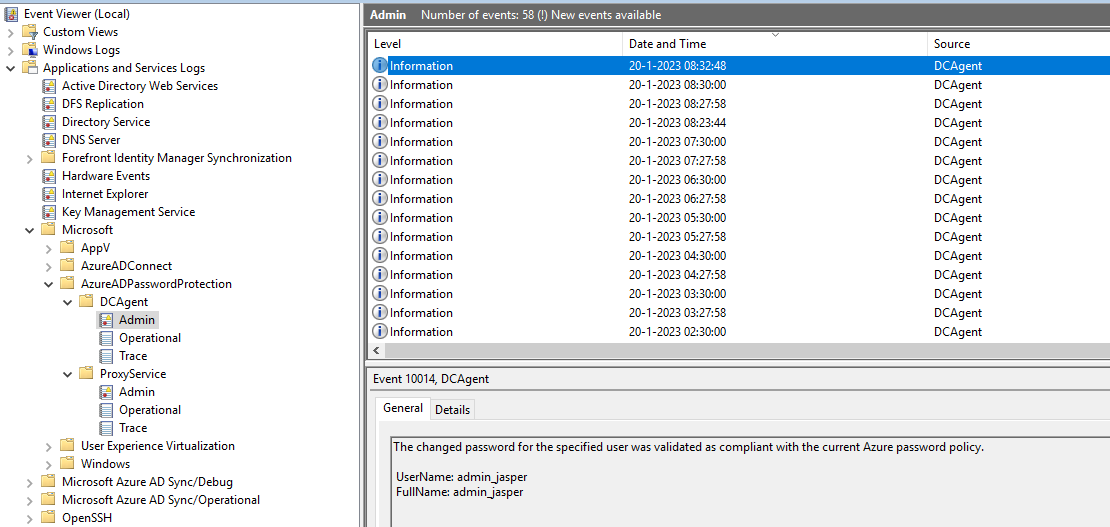 Event Viewer (Local)
Custom Views
Windows Logs
Applications and Services Logs
Active Directory Web Services
DFS Replication
Directory Service
DNS Server
Forefront Identity Manager Synchronization
Hardware Events
Internet Explorer
Key Management Service
Microsoft
AppV
AzureADConnect
AzureADPasswordProtection
DCAgent
Admin
Operational
Trace
ProxyService
Admin
Operational
Trace
User Experience Virtualization
Windows
Microsoft Azure AD Sync/Debug
Microsoft Azure AD Sync/Operational
OpenSSH
Admin Number of events: 58 (!) New events available
Level Date and Time Source
Information 20-1-2023 08:32:48 DCAgent
Information 20-1-2023 08:30:00 DCAgent
Information 20-1-2023 08:27:58 DCAgent
Information 20-1-2023 08:23:44 DCAgent
Information 20-1-2023 07:30:00 DCAgent
Information 20-1-2023 07:27:58 DCAgent
Information 20-1-2023 06:30:00 DCAgent
Information 20-1-2023 06:27:58 DCAgent
Information 20-1-2023 05:30:00 DCAgent
Information 20-1-2023 05:27:58 DCAgent
Information 20-1-2023 04:30:00 DCAgent
Information 20-1-2023 04:27:58 DCAgent
Information 20-1-2023 03:30:00 DCAgent
Information 20-1-2023 03:27:58 DCAgent
Information 20-1-2023 02:30:00 DCAgent
Event 10014, DCAgent
General Details
The changed password for the specified user was validated as compliant with the current Azure password policy.
UserName: admin_jasper
FullName: admin_jasper